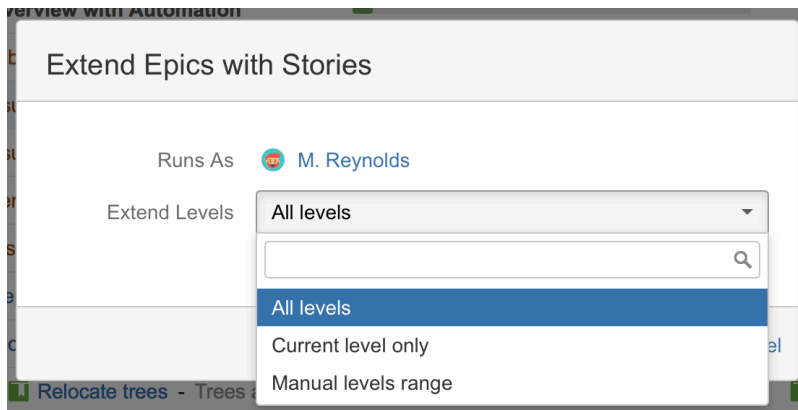 verview with Automation
Extend Epics with Stories
Runs As M. Reynolds
Extend Levels All levels
All levels
Current level only
Manual levels range
el
Relocate trees - Trees